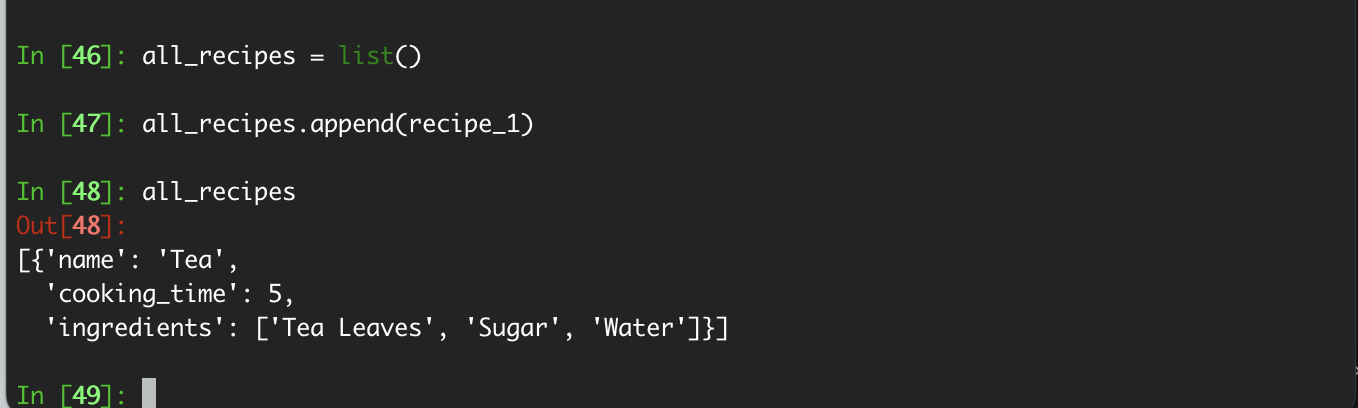 In [46]: all_recipes = list()
In [47]: all_recipes.append(recipe_1)
In [48]: all_recipes
Out[48]:
[{'name': 'Tea',
  'cooking_time': 5,
  'ingredients': ['Tea Leaves', 'Sugar', 'Water']}]
In [49]: